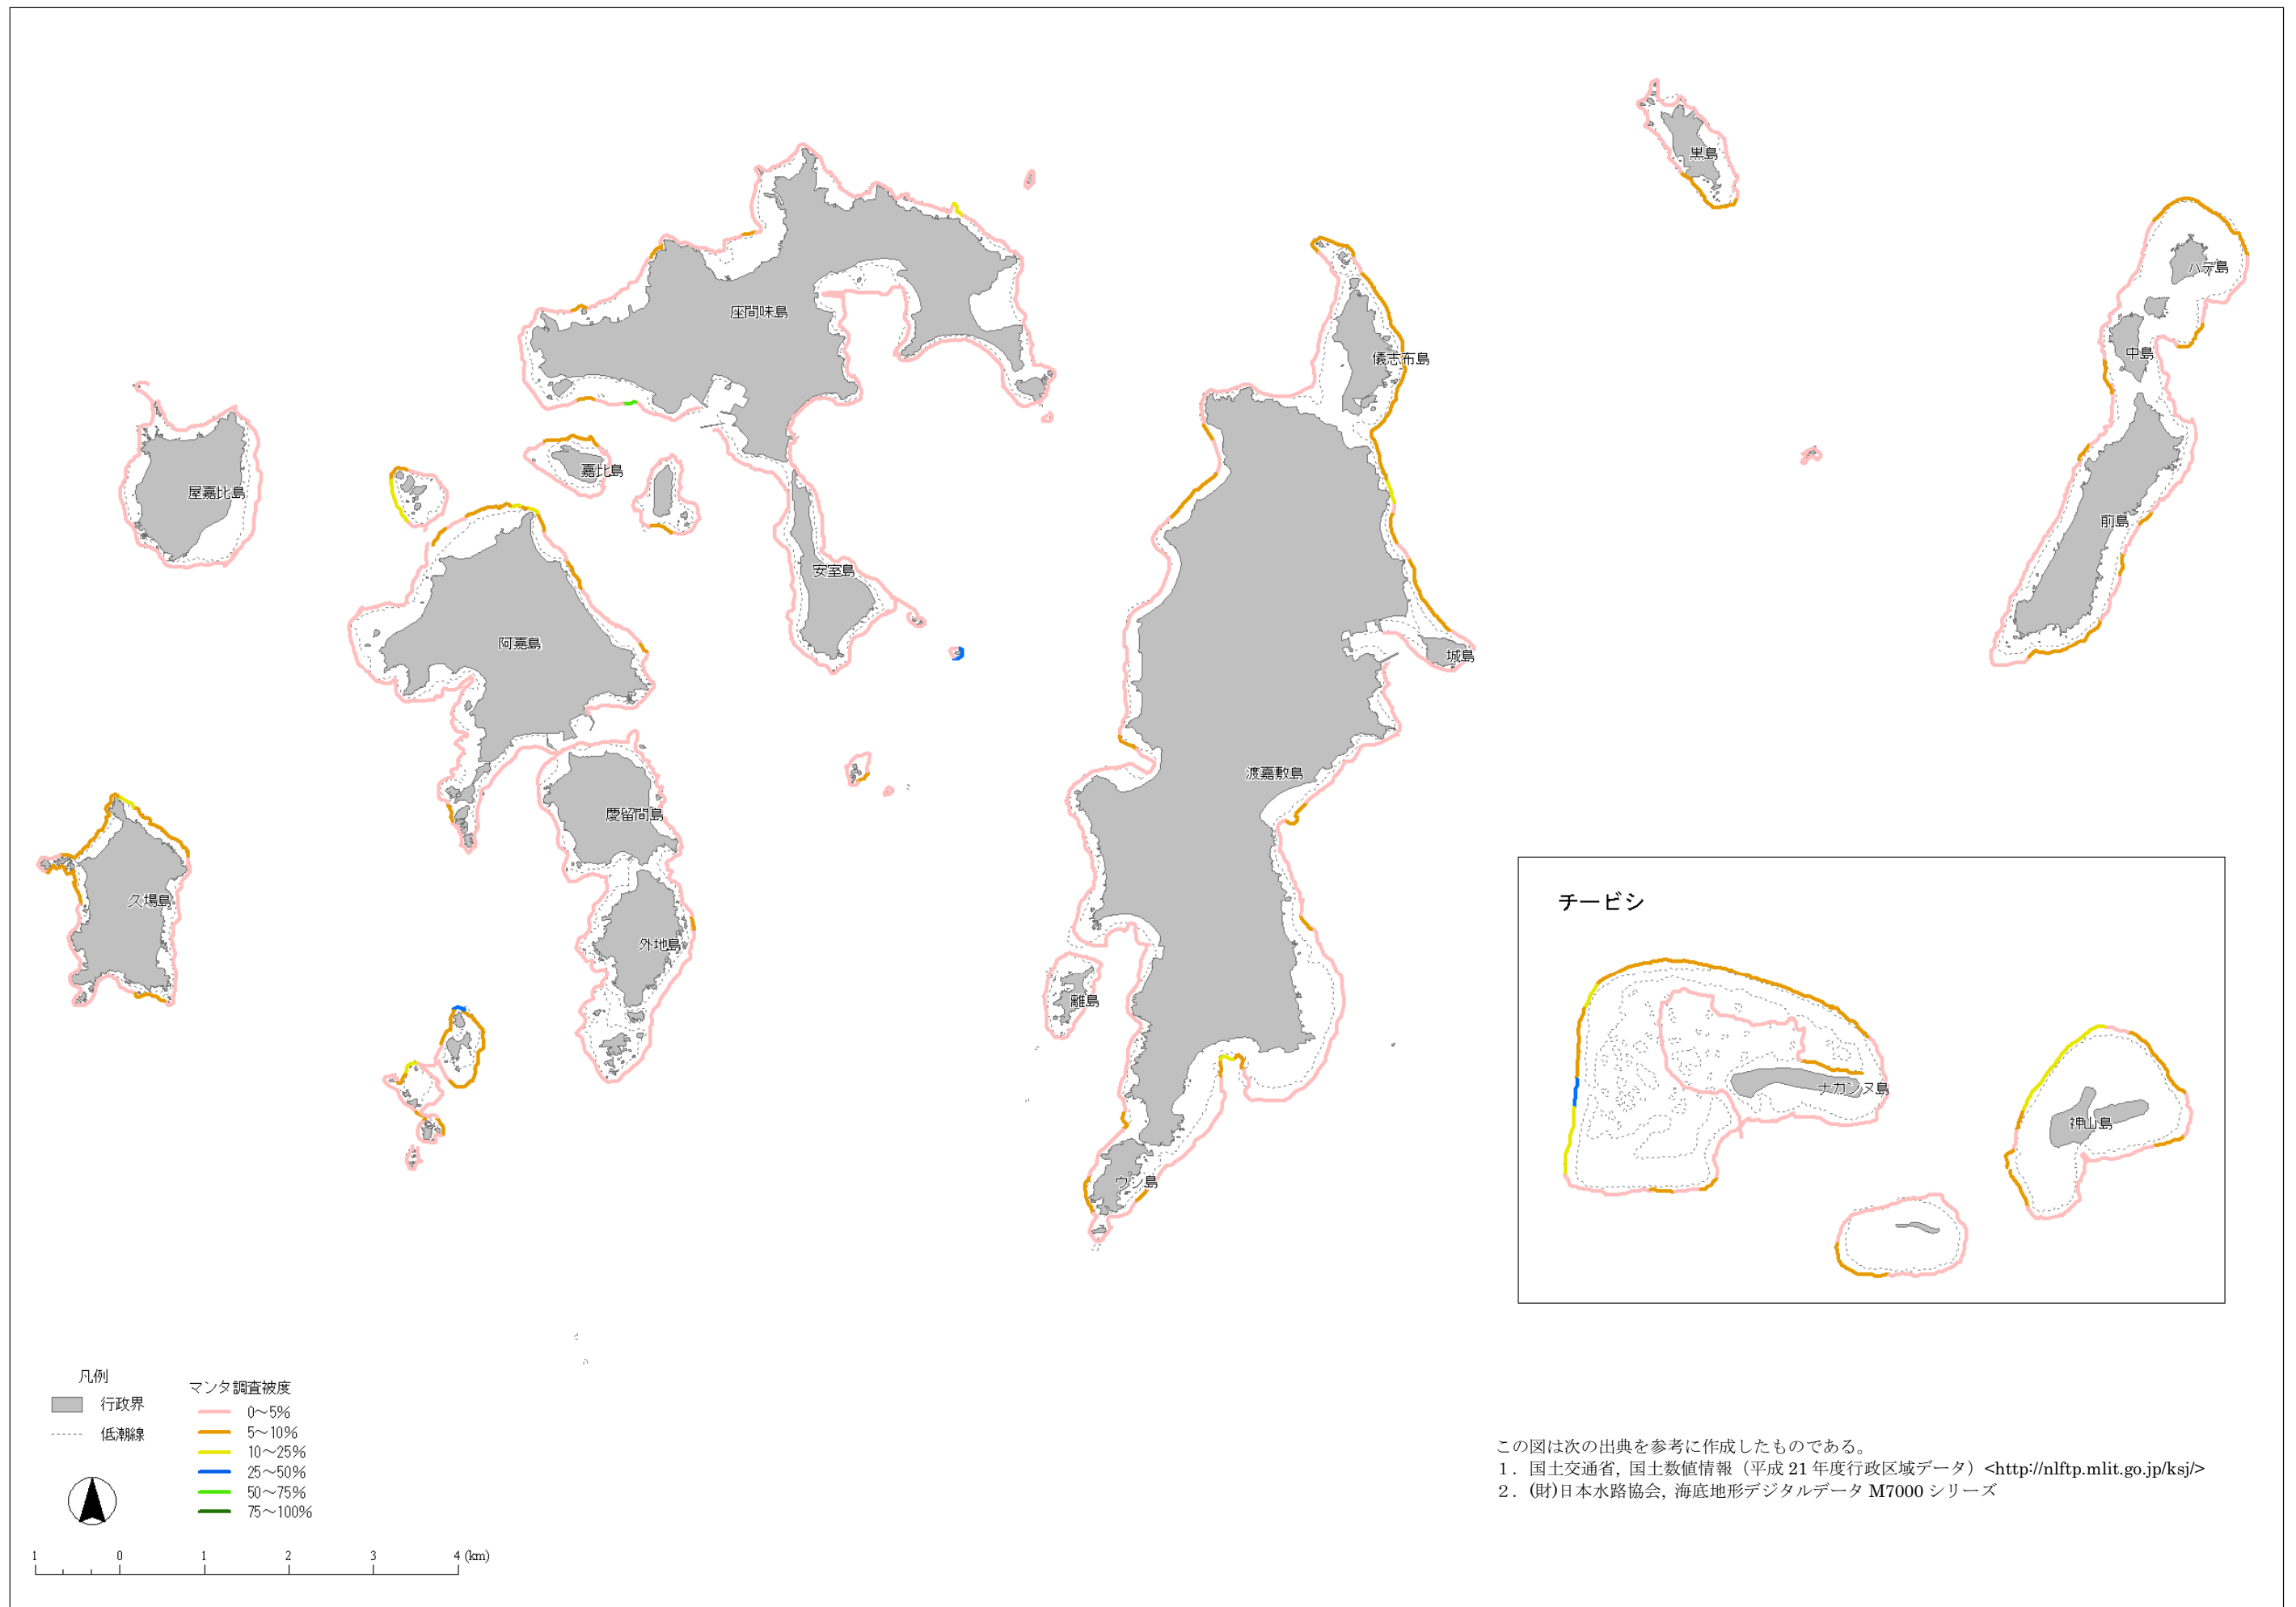 黒島
ハテ島
座間味島
中島
儀志布島
嘉比島
屋嘉比島
前島
安室島
阿嘉島
城島
渡嘉敷島
慶留間島
久場島
外地島
離島
ウン島
チービシ
ナカンヌ島
神山島
凡例
行政界
低潮線
マンタ調査被度
0～5%
5～10%
10～25%
25～50%
50～75%
75～100%
1 0 1 2 3 4 (km)
この図は次の出典を参考に作成したものである。
１．国土交通省, 国土数値情報（平成 21 年度行政区域データ）<http://nlftp.mlit.go.jp/ksj/>
２．(財)日本水路協会, 海底地形デジタルデータ M7000 シリーズ